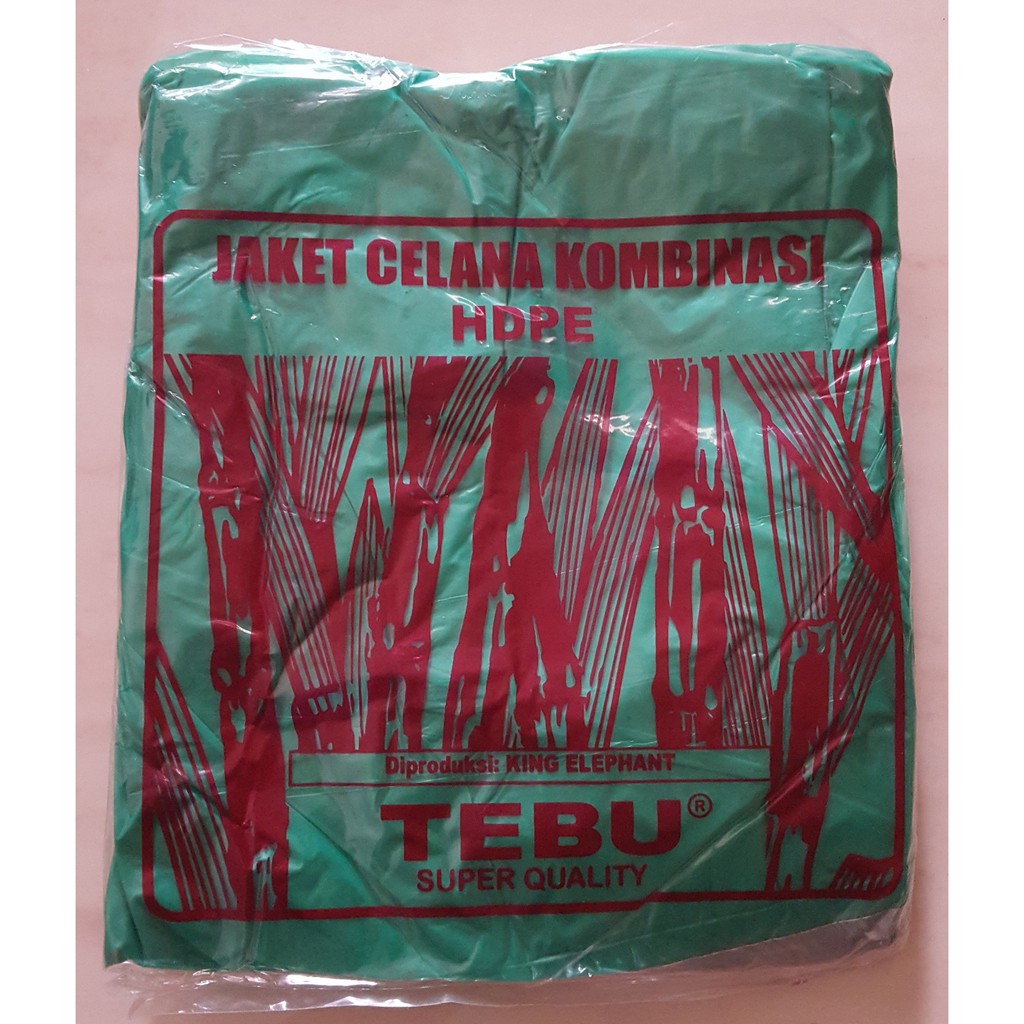 JAKET CELANA KOMBINASI
HDPE
Diproduksi: KING ELEPHANT
TEBU®
SUPER QUALITY